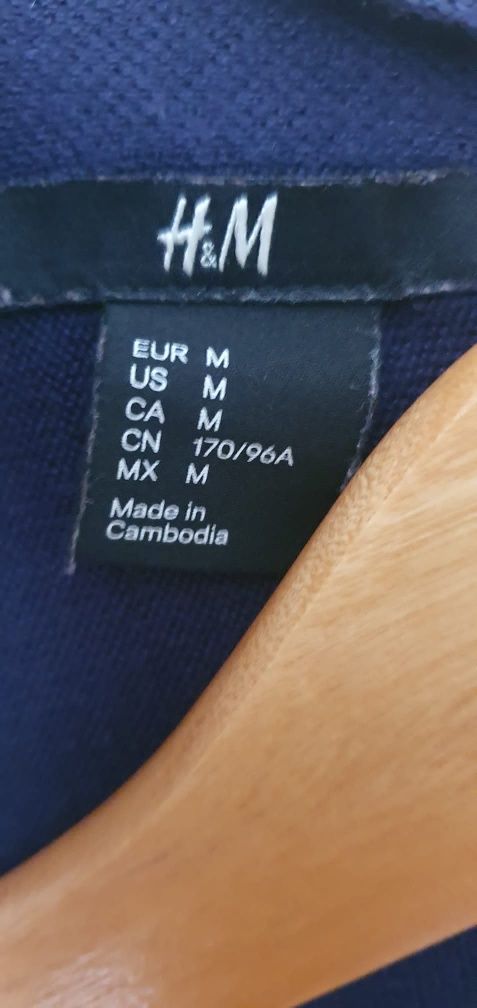 H&M
EUR M
US M
CA M
CN 170/96A
MX M
Made in
Cambodia